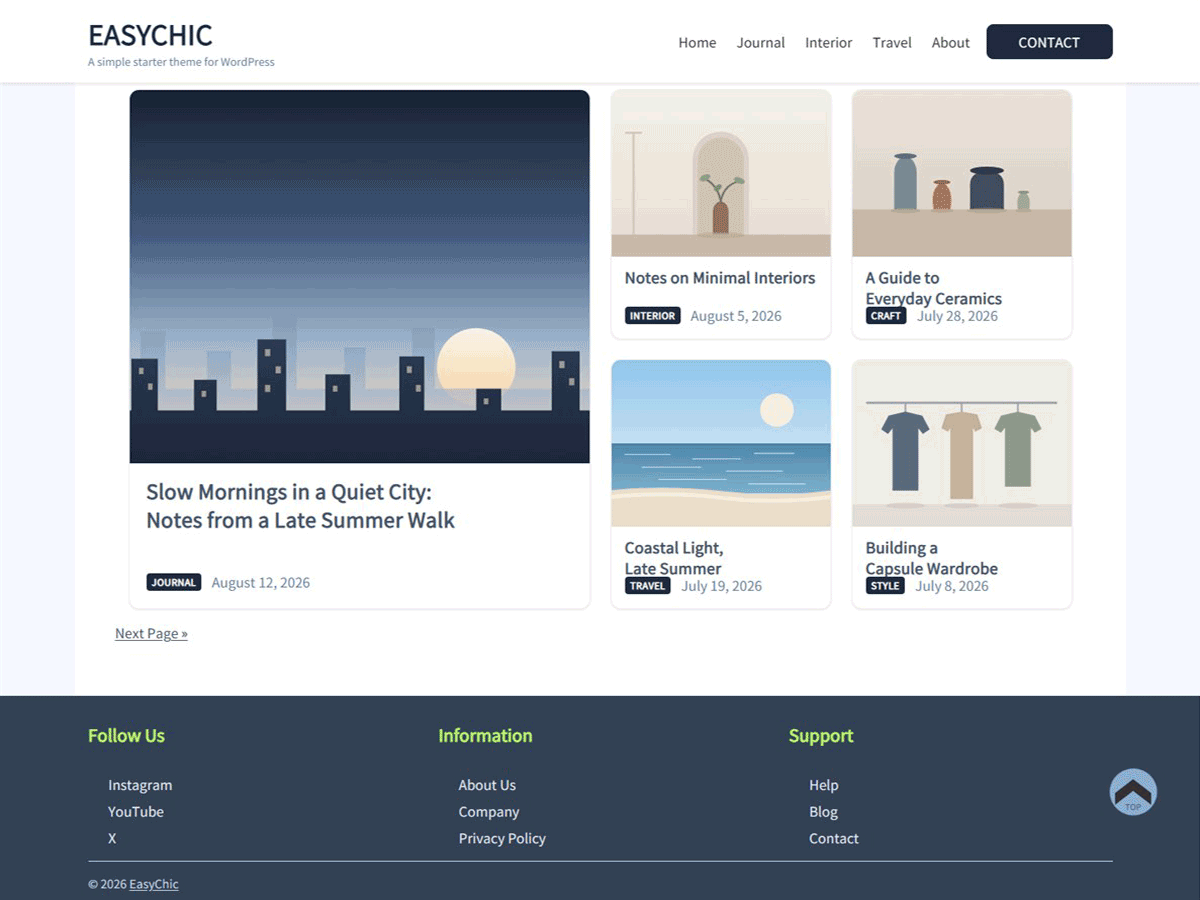 EASYCHIC
A simple starter theme for WordPress
Home Journal Interior Travel About CONTACT
Slow Mornings in a Quiet City:
Notes from a Late Summer Walk
JOURNAL August 12, 2026
Notes on Minimal Interiors
INTERIOR August 5, 2026
A Guide to
Everyday Ceramics
CRAFT July 28, 2026
Coastal Light,
Late Summer
TRAVEL July 19, 2026
Building a
Capsule Wardrobe
STYLE July 8, 2026
Next Page »
Follow Us
Instagram
YouTube
X
Information
About Us
Company
Privacy Policy
Support
Help
Blog
Contact
TOP
© 2026 EasyChic